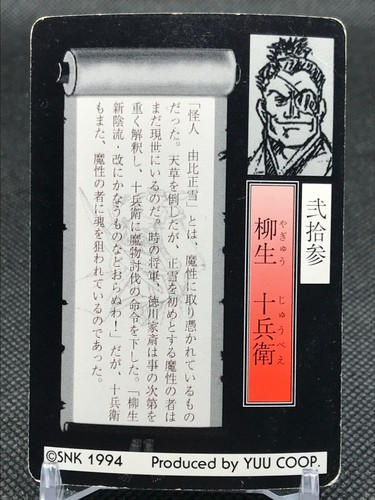 弐拾参
柳生 十兵衛
やぎゅう じゅうべえ
「怪人 由比正雪」とは、魔性に取り憑かれているもの
だった。天草を倒したが、正雪を初めとする魔性の者は
まだ現世にいるのだ。時の将軍・徳川家斎は事の次第を
重く解釈し、十兵衛に魔物討伐の命令を下した。「柳生
新陰流・改にかなうものなどおらぬわ!」だが、十兵衛
もまた、魔性の者に魂を狙われているのであった。
©SNK 1994 Produced by YUU COOP.